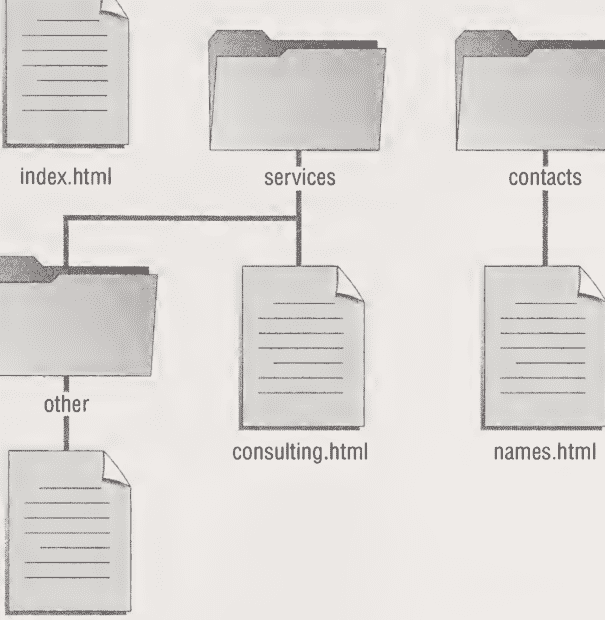 index.html
services
contacts
other
consulting.html
names.html